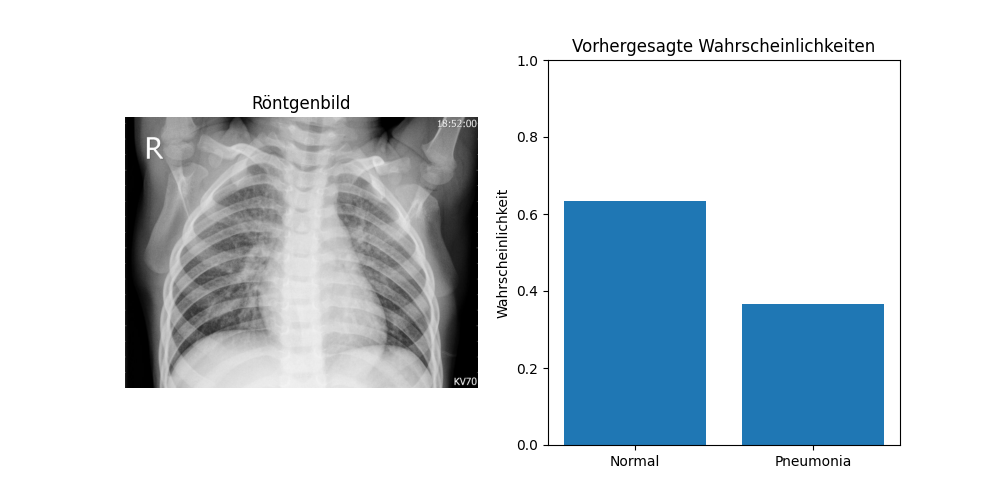 Röntgenbild
R
18:52:00
KV70
Vorhergesagte Wahrscheinlichkeiten
Wahrscheinlichkeit
1.0
0.8
0.6
0.4
0.2
0.0
Normal
Pneumonia